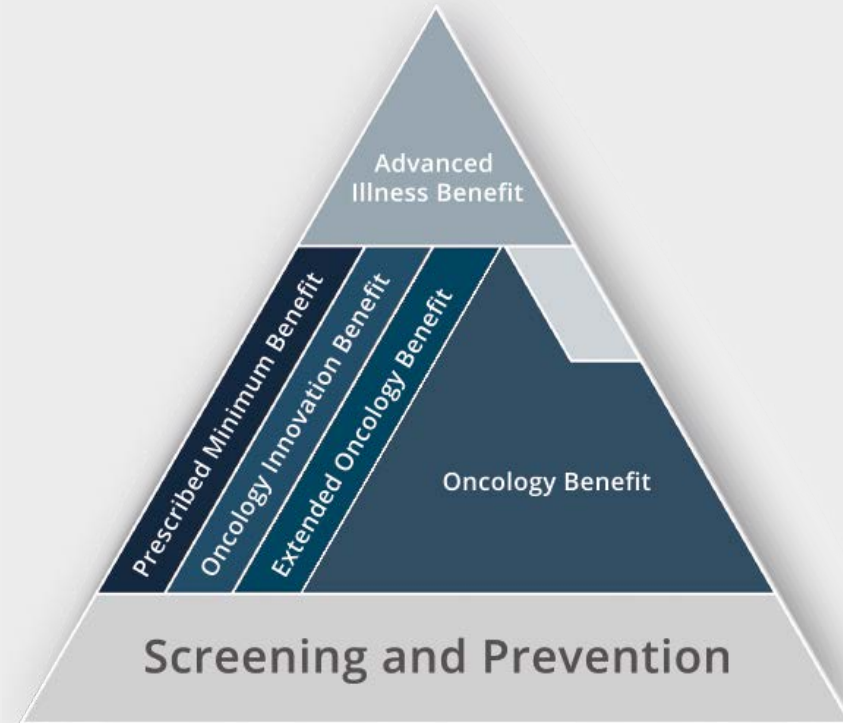 Advanced
Illness Benefit
Prescribed Minimum Benefit
Oncology Innovation Benefit
Extended Oncology Benefit
Oncology Benefit
Screening and Prevention